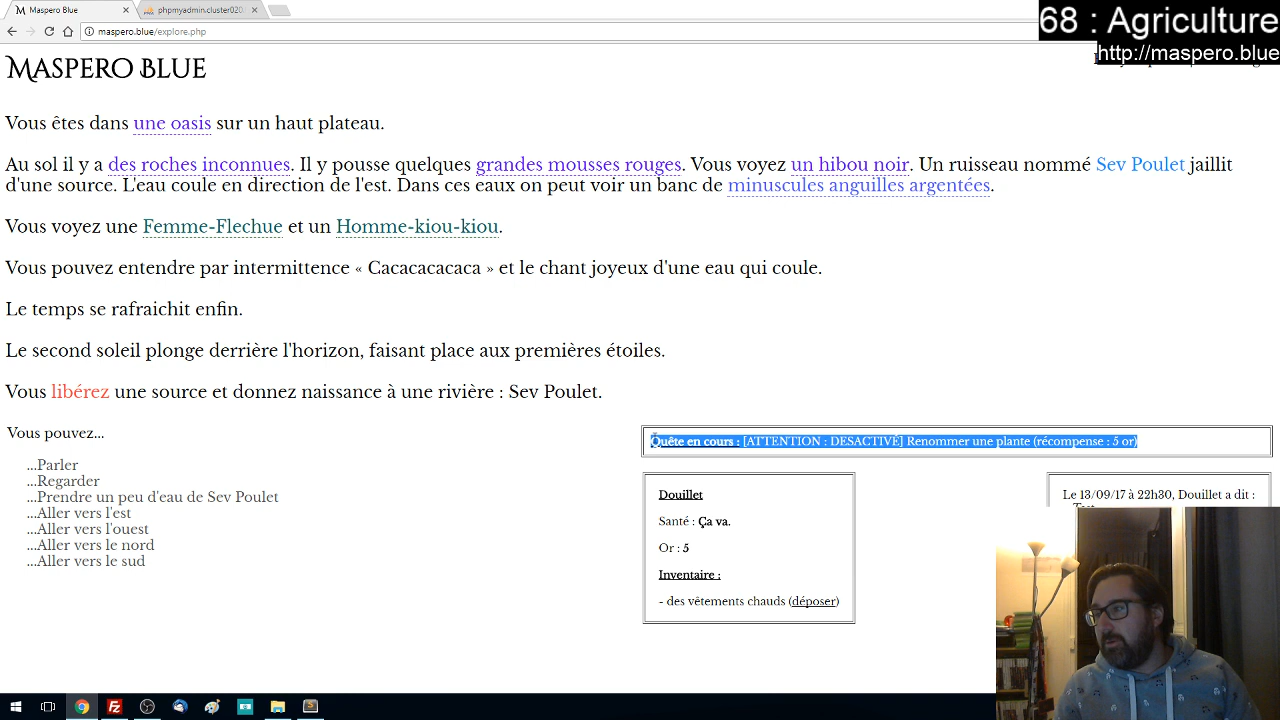 Maspero Blue
phpmyadmin.cluster020.
maspero.blue/explore.php
68 : Agriculture
http://maspero.blue
MASPERO BLUE
Vous êtes dans une oasis sur un haut plateau.
Au sol il y a des roches inconnues. Il y pousse quelques grandes mousses rouges. Vous voyez un hibou noir. Un ruisseau nommé Sev Poulet jaillit
d'une source. L'eau coule en direction de l'est. Dans ces eaux on peut voir un banc de minuscules anguilles argentées.
Vous voyez une Femme-Flechue et un Homme-kiou-kiou.
Vous pouvez entendre par intermittence « Cacacacacaca » et le chant joyeux d'une eau qui coule.
Le temps se rafraichit enfin.
Le second soleil plonge derrière l'horizon, faisant place aux premières étoiles.
Vous libérez une source et donnez naissance à une rivière : Sev Poulet.
Vous pouvez...
...Parler
...Regarder
...Prendre un peu d'eau de Sev Poulet
...Aller vers l'est
...Aller vers l'ouest
...Aller vers le nord
...Aller vers le sud
Quête en cours : [ATTENTION : DESACTIVÉ] Renommer une plante (récompense : 5 or)
Douillet
Santé : Ça va.
Or : 5
Inventaire :
- des vêtements chauds (déposer)
Le 13/09/17 à 22h30, Douillet a dit :